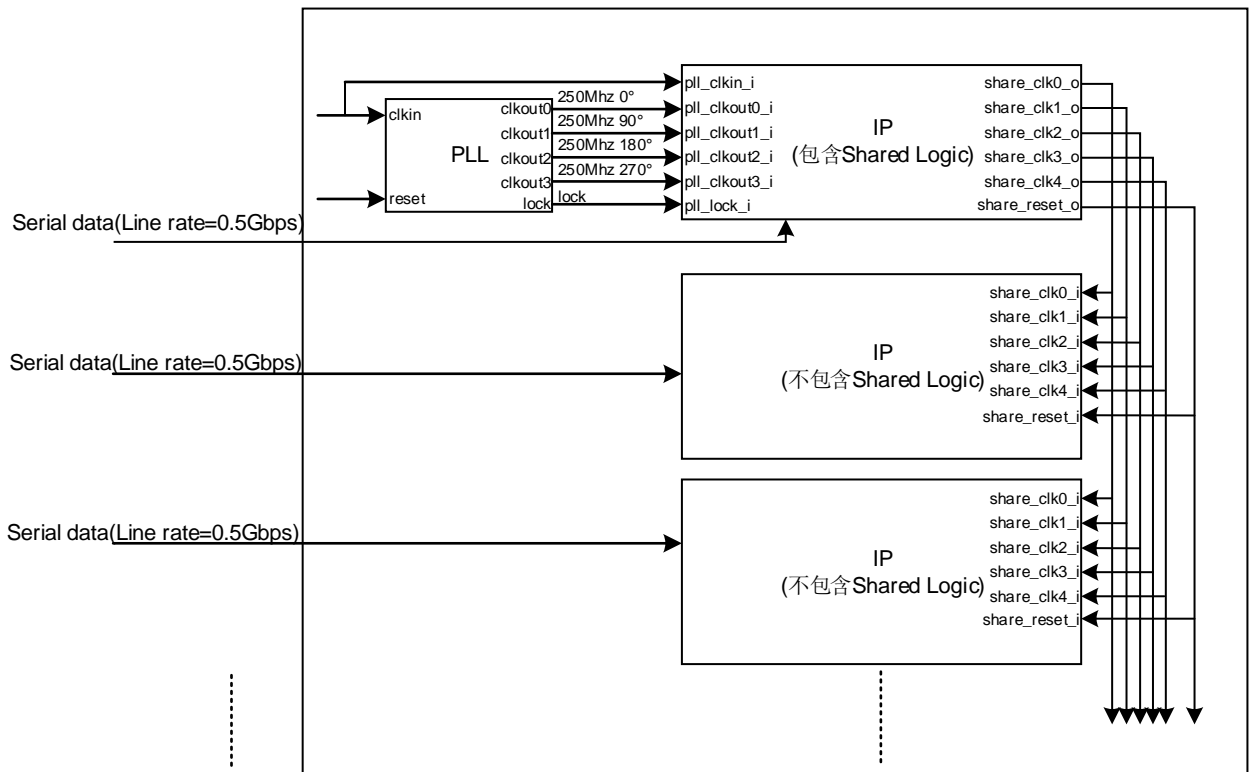 clkin
reset
PLL
clkout0
clkout1
clkout2
clkout3
lock
250Mhz 0°
250Mhz 90°
250Mhz 180°
250Mhz 270°
lock
pll_clkin_i
pll_clkout0_i
pll_clkout1_i
pll_clkout2_i
pll_clkout3_i
pll_lock_i
IP
(包含Shared Logic)
share_clk0_o
share_clk1_o
share_clk2_o
share_clk3_o
share_clk4_o
share_reset_o
Serial data(Line rate=0.5Gbps)
Serial data(Line rate=0.5Gbps)
IP
(不包含Shared Logic)
share_clk0_i
share_clk1_i
share_clk2_i
share_clk3_i
share_clk4_i
share_reset_i
Serial data(Line rate=0.5Gbps)
IP
(不包含Shared Logic)
share_clk0_i
share_clk1_i
share_clk2_i
share_clk3_i
share_clk4_i
share_reset_i